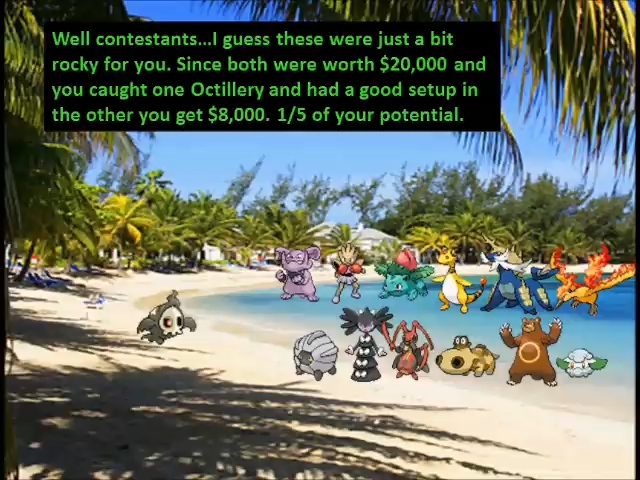 Well contestants...I guess these were just a bit
rocky for you. Since both were worth $20,000 and
you caught one Octillery and had a good setup in
the other you get $8,000. 1/5 of your potential.